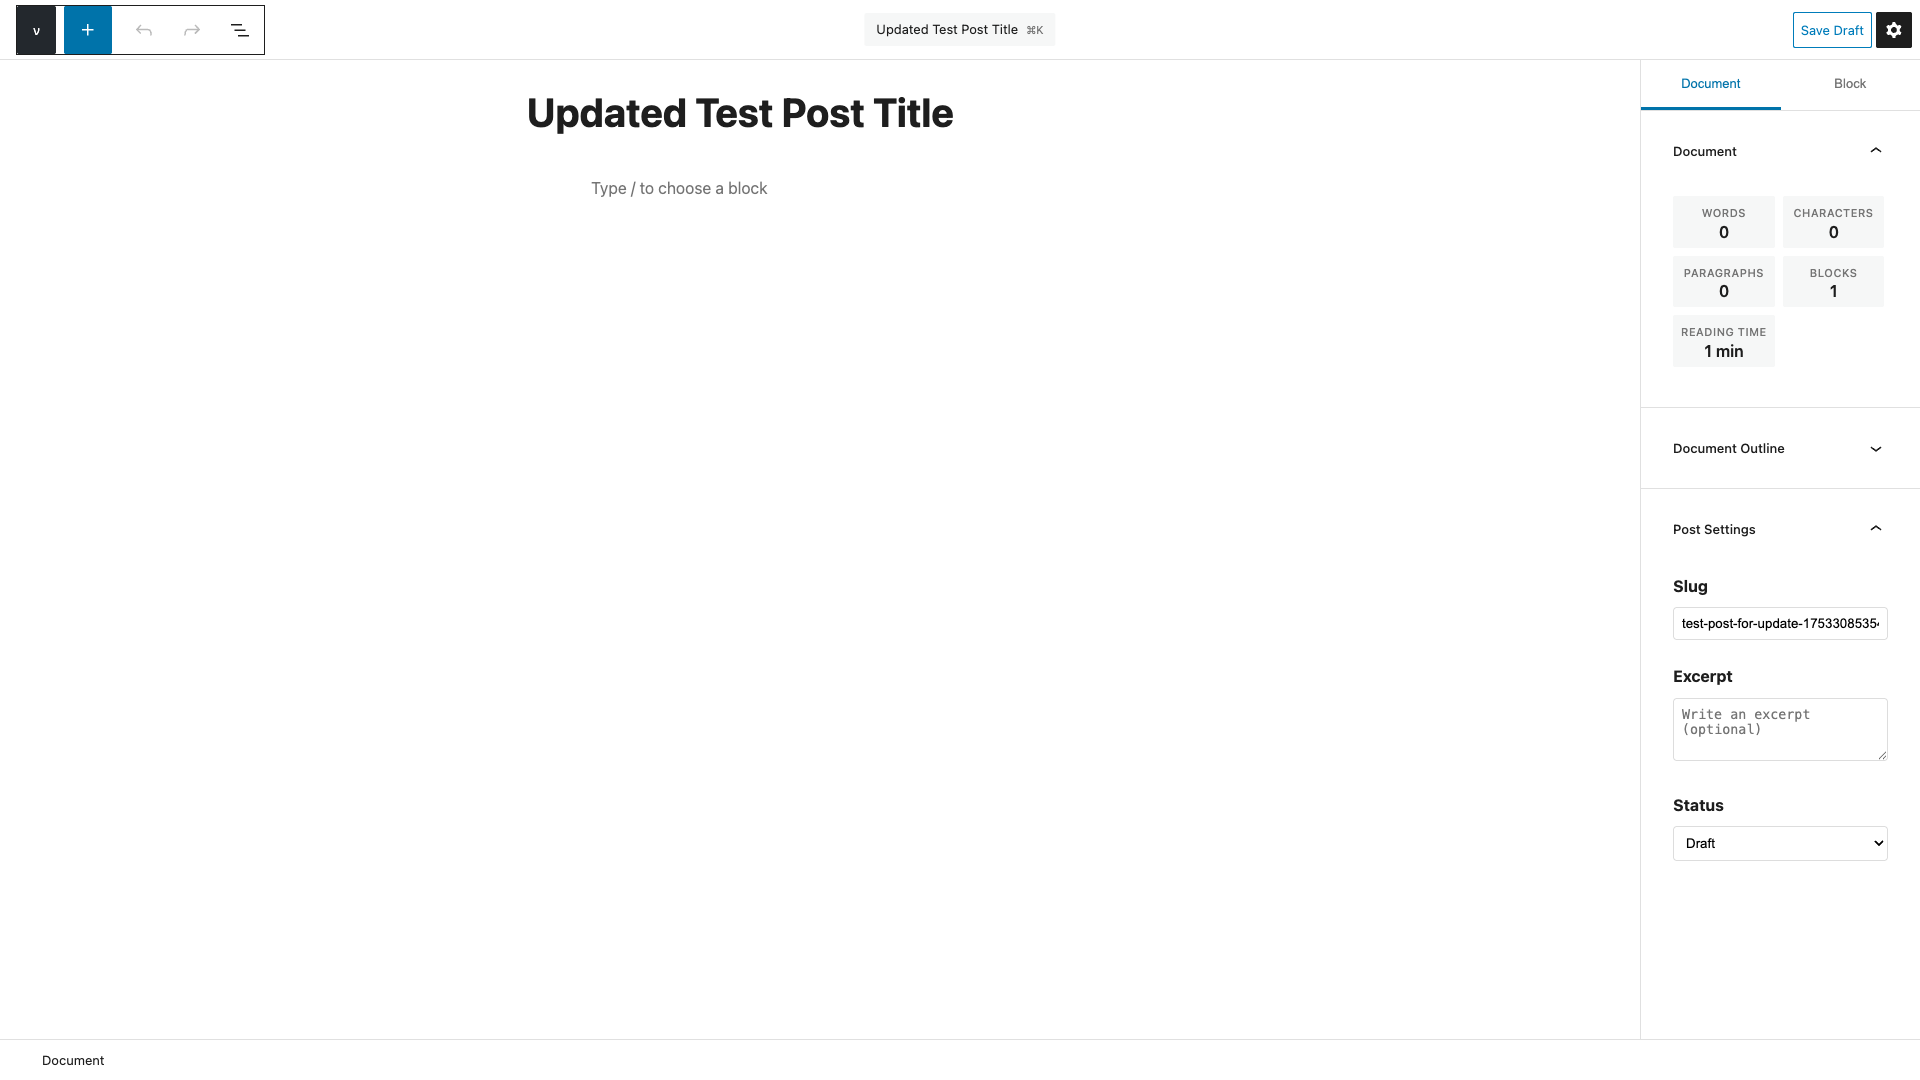 v
Updated Test Post Title ⌘K
Save Draft
Updated Test Post Title
Type / to choose a block
Document
Block
Document
WORDS
0
CHARACTERS
0
PARAGRAPHS
0
BLOCKS
1
READING TIME
1 min
Document Outline
Post Settings
Slug
test-post-for-update-1753308535
Excerpt
Write an excerpt
(optional)
Status
Draft
Document